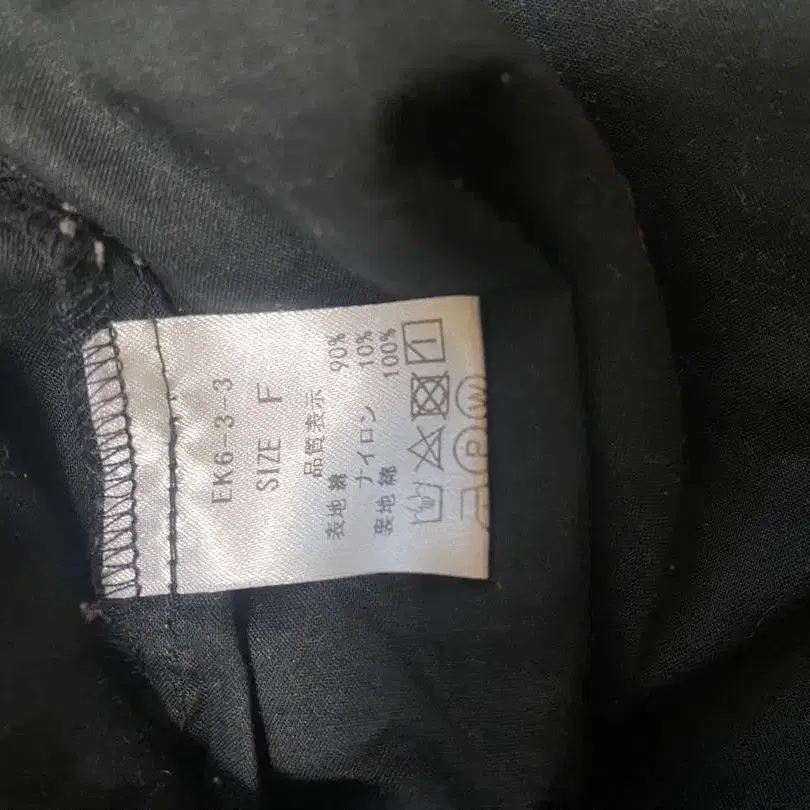 EK6-3-3
SIZE F
品質表示
表地 綿 90%
ナイロン 10%
裏地 綿 100%
P W